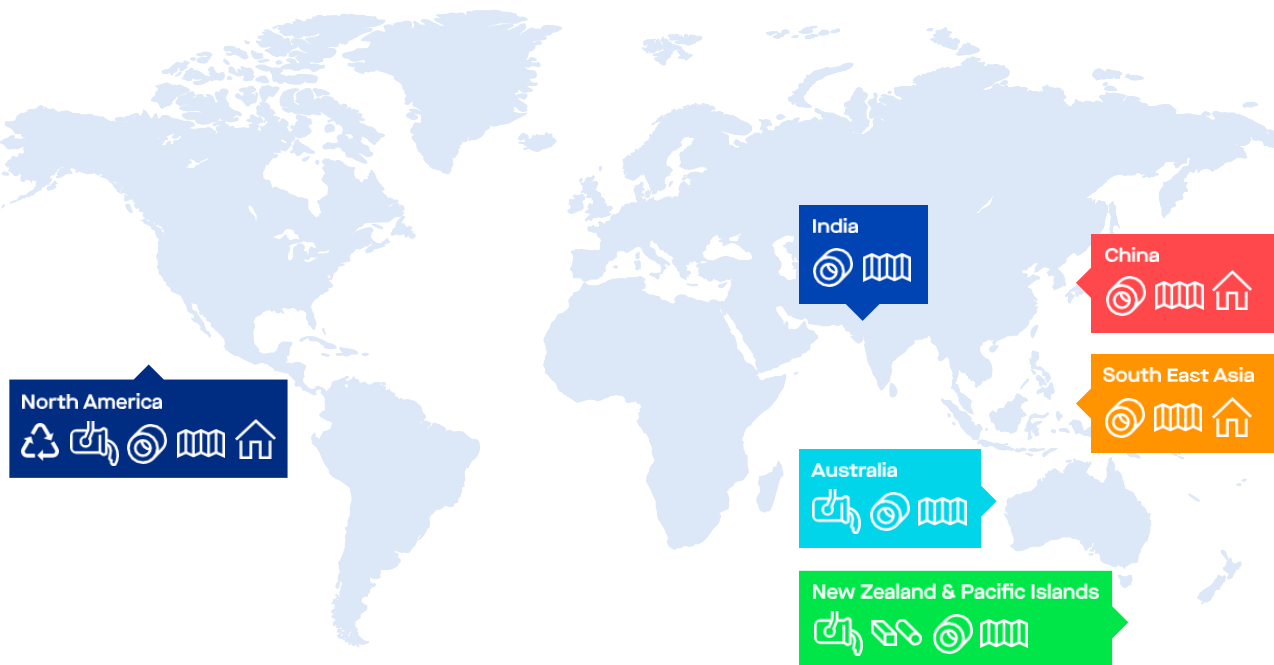 India
China
South East Asia
North America
Australia
New Zealand & Pacific Islands